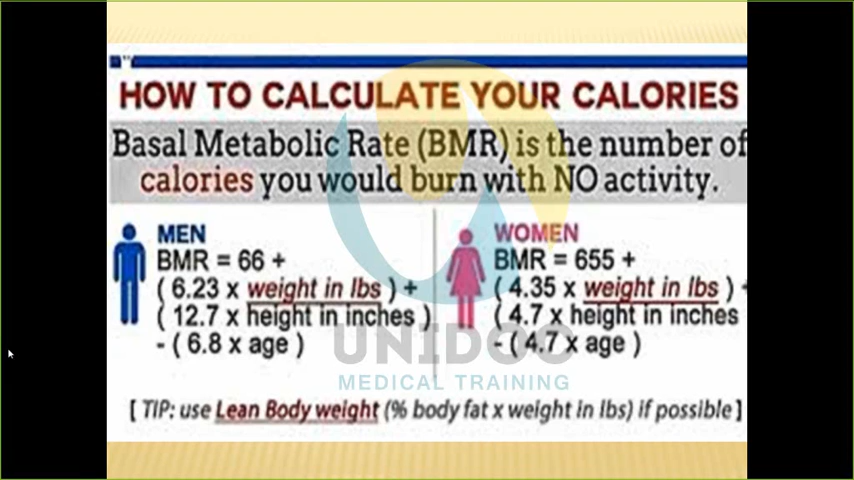 HOW TO CALCULATE YOUR CALORIES
Basal Metabolic Rate (BMR) is the number of
calories you would burn with NO activity.
MEN
BMR = 66 +
( 6.23 x weight in lbs ) +
( 12.7 x height in inches )
- ( 6.8 x age )
WOMEN
BMR = 655 +
( 4.35 x weight in lbs ) +
( 4.7 x height in inches
- ( 4.7 x age )
UNIDOC
MEDICAL TRAINING
[ TIP: use Lean Body weight (% body fat x weight in lbs) if possible ]